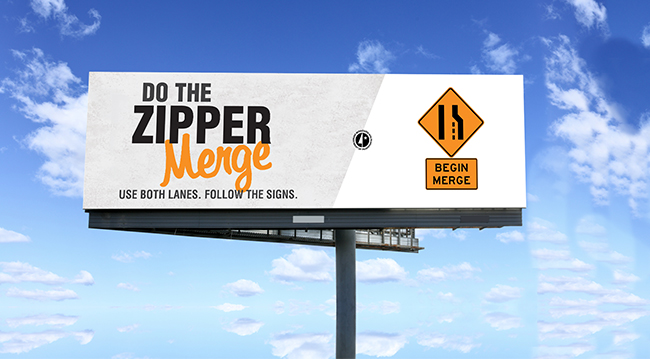 DO THE
ZIPPER
Merge
USE BOTH LANES. FOLLOW THE SIGNS.
BEGIN
MERGE